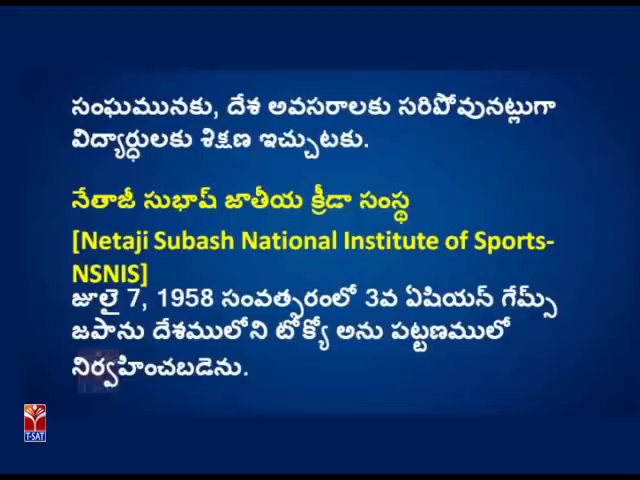 సంఘమునకు, దేశ అవసరాలకు సరిపోవునట్లుగా
విద్యార్ధులకు శిక్షణ ఇచ్చుటకు.
నేతాజీ సుభాష్ జాతీయ క్రీడా సంస్థ
[Netaji Subash National Institute of Sports-
NSNIS]
జూలై 7, 1958 సంవత్సరంలో 3వ ఏషియన్ గేమ్స్
జపాను దేశములోని టోక్యో అను పట్టణములో
నిర్వహించబడెను.
T-SAT